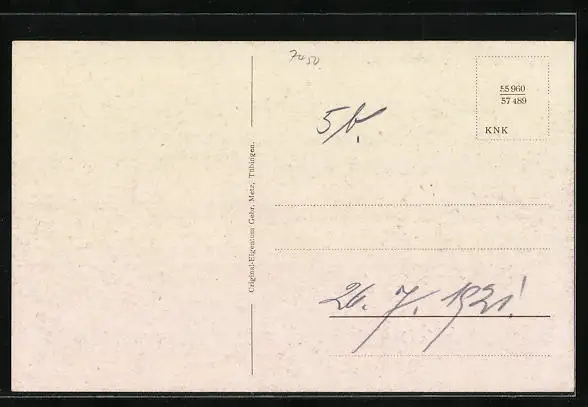 7450
55 960
57 489
KNK
5/b.
Original-Eigentum Gebr. Metz, Tübingen.
26. 7. 1921!